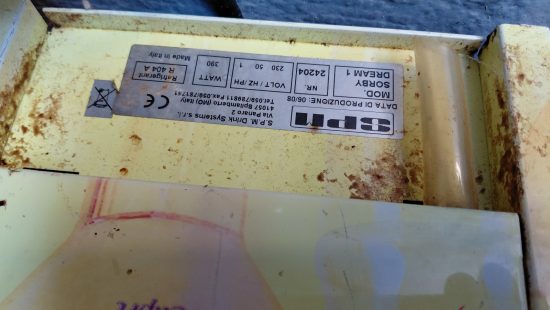 SPM
S.P.M. Drink Systems s.r.l.
Via Panaro 2
41057 Spilamberto (MO) Italy
Tel.059/789811 Fax 059/781761
CE
DATA DI PRODUZIONE: 06/08
MOD.
SORBY
DREAM 1
NR.
24204
VOLT / HZ /PH
230 50 1
WATT
390
Refrigerant
R 404 A
Made in Italy